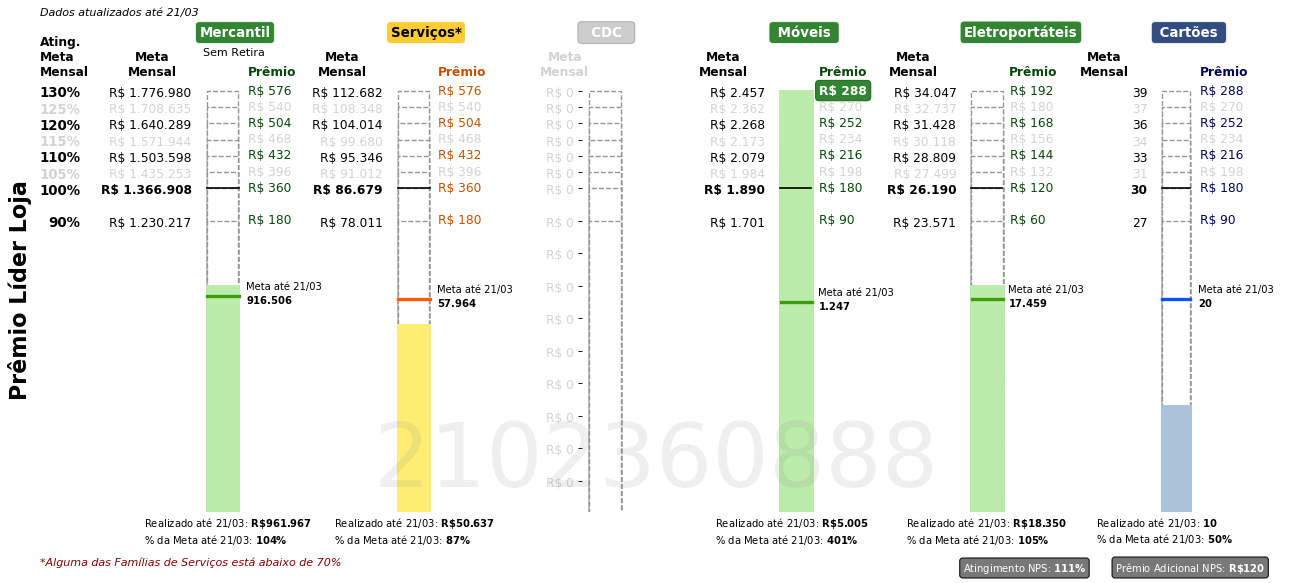 Dados atualizados até 21/03
Mercantil Serviços* CDC Móveis Eletroportáteis Cartões
Sem Retira
Ating. Meta Mensal
Meta Mensal Prêmio Meta Mensal Prêmio Meta Mensal Meta Mensal Prêmio Meta Mensal Prêmio Meta Mensal Prêmio
130% R$ 1.776.980 R$ 576 R$ 112.682 R$ 576 R$ 0 R$ 2.457 R$ 288 R$ 34.047 R$ 192 39 R$ 288
125% R$ 1.708.635 R$ 540 R$ 108.348 R$ 540 R$ 0 R$ 2.362 R$ 270 R$ 32.737 R$ 180 37 R$ 270
120% R$ 1.640.289 R$ 504 R$ 104.014 R$ 504 R$ 0 R$ 2.268 R$ 252 R$ 31.428 R$ 168 36 R$ 252
115% R$ 1.571.944 R$ 468 R$ 99.680 R$ 468 R$ 0 R$ 2.173 R$ 234 R$ 30.118 R$ 156 34 R$ 234
110% R$ 1.503.598 R$ 432 R$ 95.346 R$ 432 R$ 0 R$ 2.079 R$ 216 R$ 28.809 R$ 144 33 R$ 216
105% R$ 1.435.253 R$ 396 R$ 91.012 R$ 396 R$ 0 R$ 1.984 R$ 198 R$ 27.499 R$ 132 31 R$ 198
100% R$ 1.366.908 R$ 360 R$ 86.679 R$ 360 R$ 0 R$ 1.890 R$ 180 R$ 26.190 R$ 120 30 R$ 180
90% R$ 1.230.217 R$ 180 R$ 78.011 R$ 180 R$ 0 R$ 1.701 R$ 90 R$ 23.571 R$ 60 27 R$ 90
R$ 0
R$ 0
R$ 0
R$ 0
R$ 0
R$ 0
R$ 0
R$ 0
Meta até 21/03 Meta até 21/03 Meta até 21/03 Meta até 21/03 Meta até 21/03
916.506 57.964 1.247 17.459 20
Prêmio Líder Loja
2102360888
Realizado até 21/03: R$961.967 Realizado até 21/03: R$50.637 Realizado até 21/03: R$5.005 Realizado até 21/03: R$18.350 Realizado até 21/03: 10
% da Meta até 21/03: 104% % da Meta até 21/03: 87% % da Meta até 21/03: 401% % da Meta até 21/03: 105% % da Meta até 21/03: 50%
*Alguma das Famílias de Serviços está abaixo de 70%
Atingimento NPS: 111% Prêmio Adicional NPS: R$120